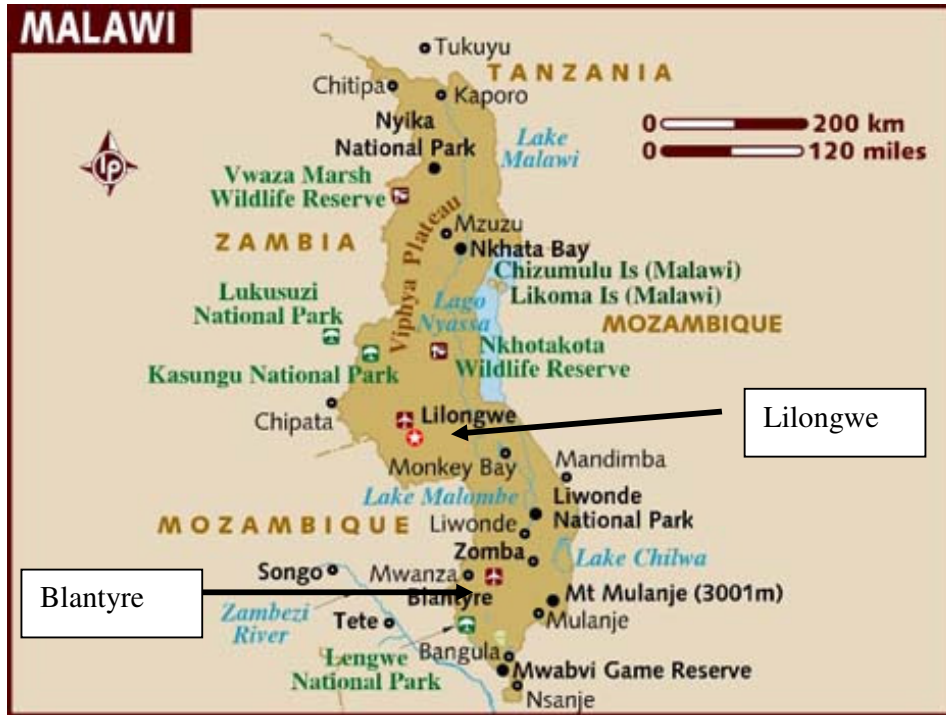 MALAWI
Tukuyu
TANZANIA
Chitipa
Kaporo
Nyika
National Park
Lake
Malawi
0 200 km
0 120 miles
lp
Vwaza Marsh
Wildlife Reserve
Viphya Plateau
Mzuzu
ZAMBIA
Nkhata Bay
Chizumulu Is (Malawi)
Likoma Is (Malawi)
Lukusuzi
National Park
Lago
Nyassa
MOZAMBIQUE
Nkhotakota
Wildlife Reserve
Kasungu National Park
Chipata
Lilongwe
Lilongwe
Monkey Bay
Mandimba
Lake Malombe
Liwonde
National Park
MOZAMBIQUE
Liwonde
Zomba
Lake Chilwa
Songo
Mwanza
Blantyre
Blantyre
Mt Mulanje (3001m)
Zambezi
River
Tete
Mulanje
Lengwe
National Park
Bangula
Mwabvi Game Reserve
Nsanje